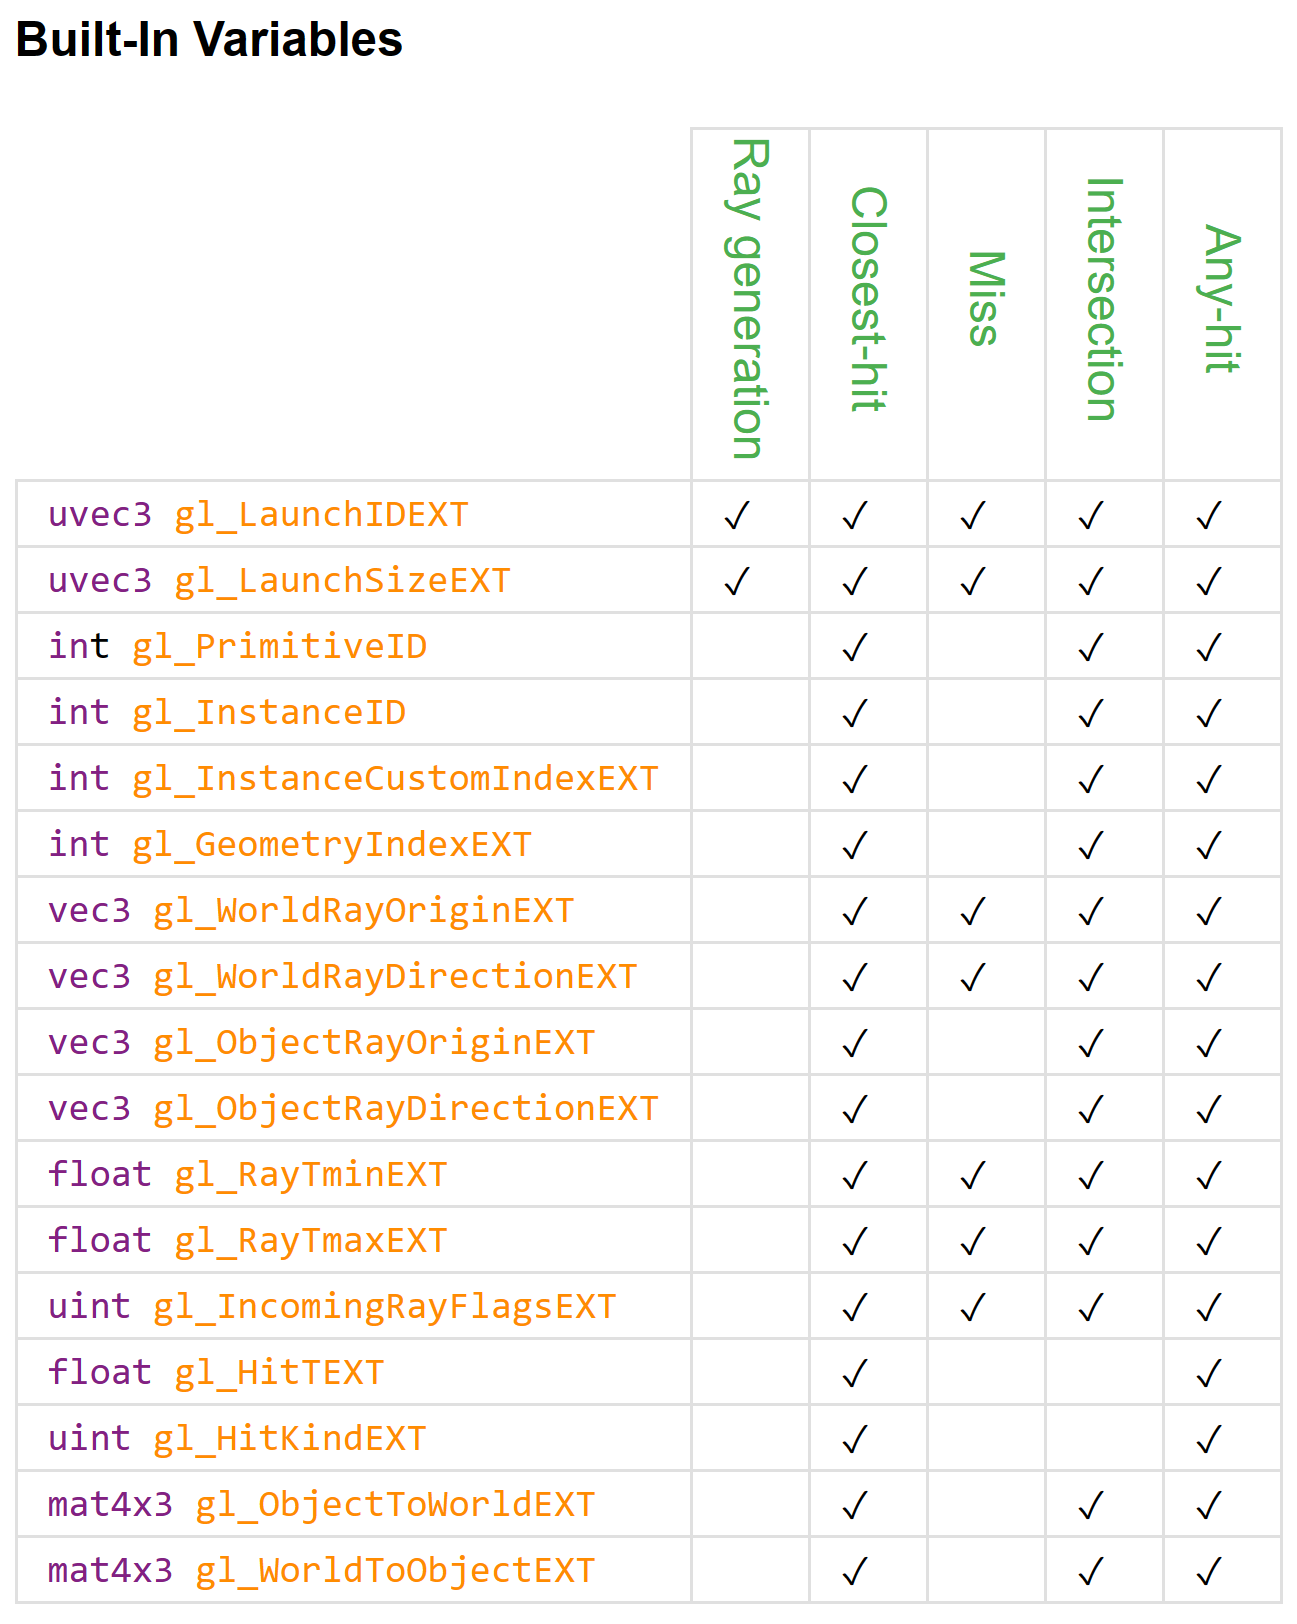 Built-In Variables
Ray generation Closest-hit Miss Intersection Any-hit
uvec3 gl_LaunchIDEXT ✓ ✓ ✓ ✓ ✓
uvec3 gl_LaunchSizeEXT ✓ ✓ ✓ ✓ ✓
int gl_PrimitiveID ✓ ✓ ✓
int gl_InstanceID ✓ ✓ ✓
int gl_InstanceCustomIndexEXT ✓ ✓ ✓
int gl_GeometryIndexEXT ✓ ✓ ✓
vec3 gl_WorldRayOriginEXT ✓ ✓ ✓ ✓
vec3 gl_WorldRayDirectionEXT ✓ ✓ ✓ ✓
vec3 gl_ObjectRayOriginEXT ✓ ✓ ✓
vec3 gl_ObjectRayDirectionEXT ✓ ✓ ✓
float gl_RayTminEXT ✓ ✓ ✓ ✓
float gl_RayTmaxEXT ✓ ✓ ✓ ✓
uint gl_IncomingRayFlagsEXT ✓ ✓ ✓ ✓
float gl_HitTEXT ✓ ✓
uint gl_HitKindEXT ✓ ✓
mat4x3 gl_ObjectToWorldEXT ✓ ✓ ✓
mat4x3 gl_WorldToObjectEXT ✓ ✓ ✓